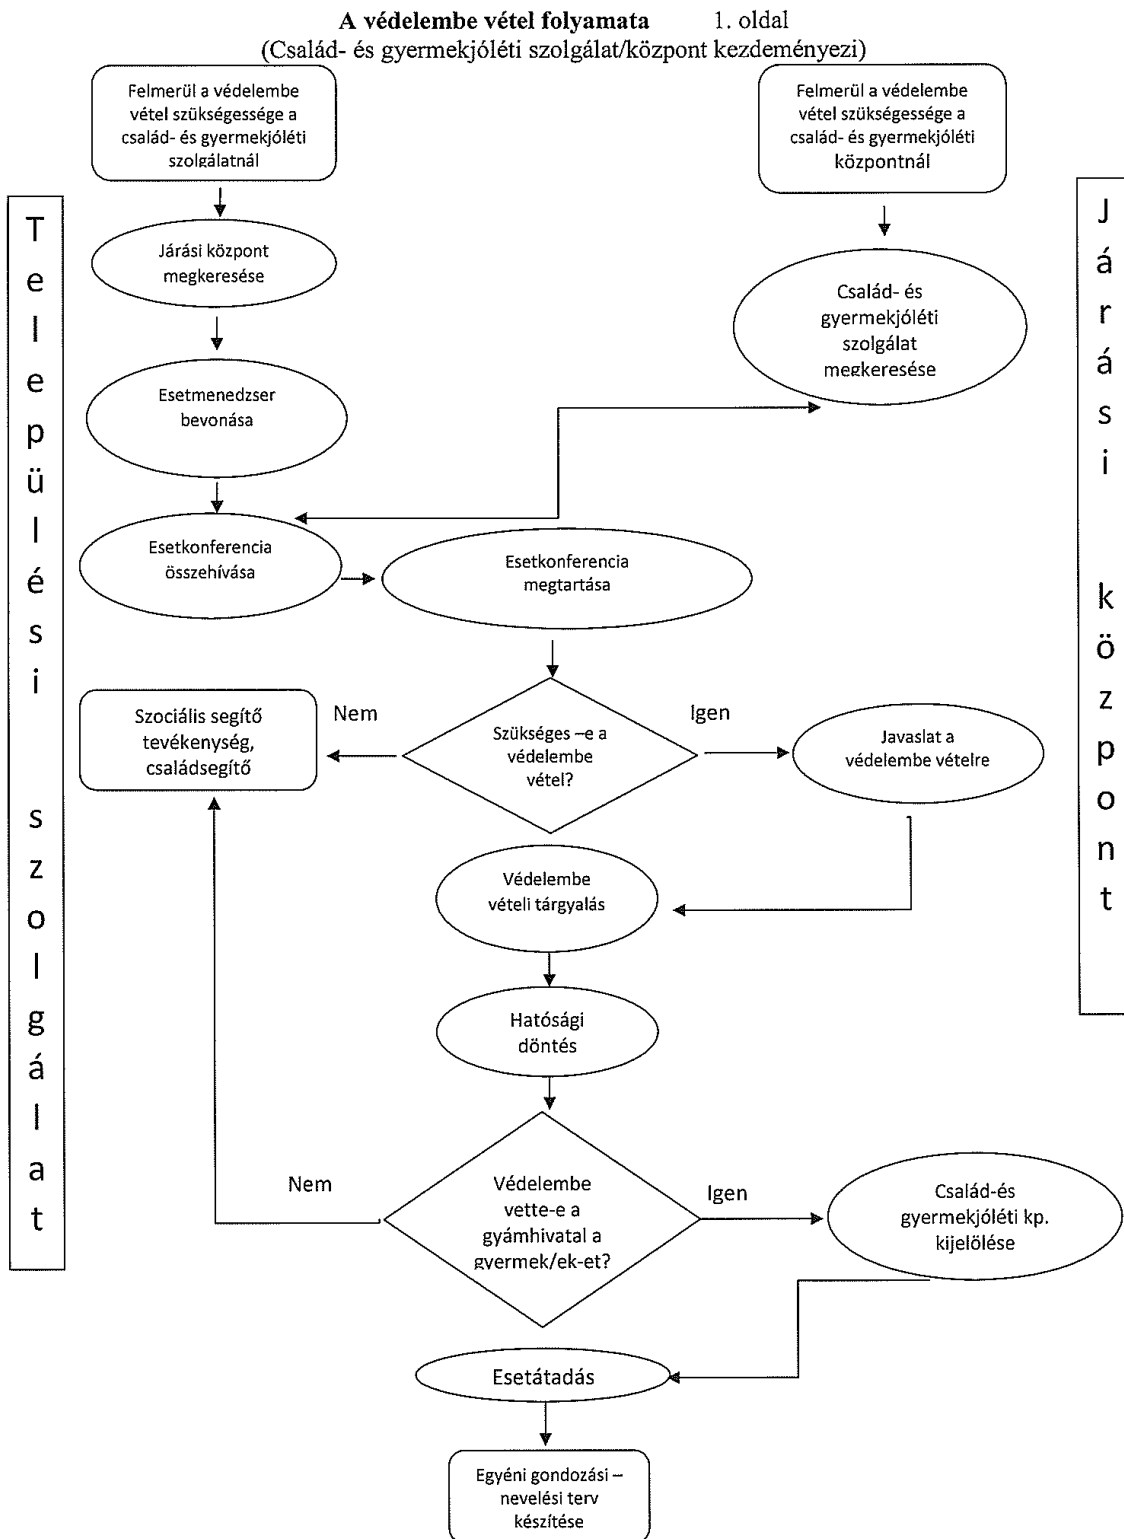 A védelembe vétel folyamata 1. oldal
(Család- és gyermekjóléti szolgálat/központ kezdeményezi)
Felmerül a védelembe
vétel szükségessége a
család- és gyermekjóléti
szolgálatnál
Felmerül a védelembe
vétel szükségessége a
család- és gyermekjóléti
központnál
Települési szolgálat
Járási központ
Járási központ
megkeresése
Család- és
gyermekjóléti
szolgálat
megkeresése
Esetmenedzser
bevonása
Esetkonferencia
összehívása
Esetkonferencia
megtartása
Szociális segítő
tevékenység,
családsegítő
Nem
Szükséges –e a
védelembe
vétel?
Igen
Javaslat a
védelembe vételre
Védelembe
vételi tárgyalás
Hatósági
döntés
Nem
Védelembe
vette-e a
gyámhivatal a
gyermek/ek-et?
Igen
Család-és
gyermekjóléti kp.
kijelölése
Esetátadás
Egyéni gondozási –
nevelési terv
készítése